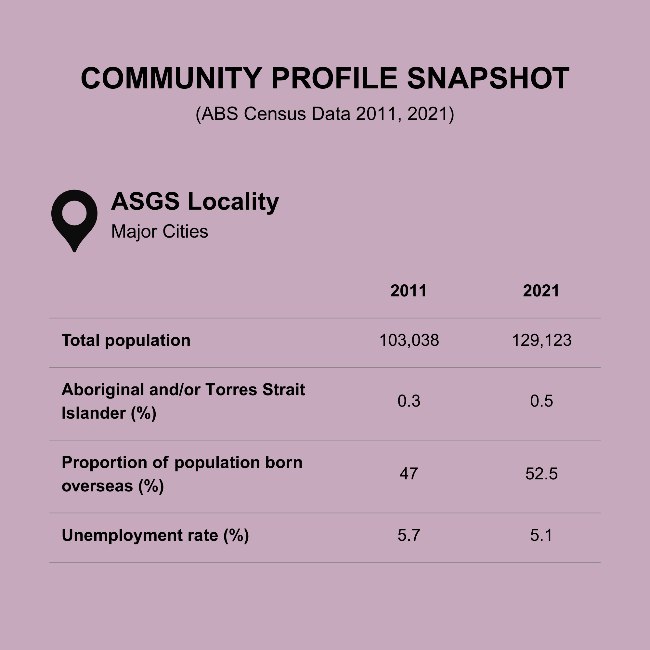 COMMUNITY PROFILE SNAPSHOT
(ABS Census Data 2011, 2021)
ASGS Locality
Major Cities
2011 2021
Total population 103,038 129,123
Aboriginal and/or Torres Strait
Islander (%) 0.3 0.5
Proportion of population born
overseas (%) 47 52.5
Unemployment rate (%) 5.7 5.1